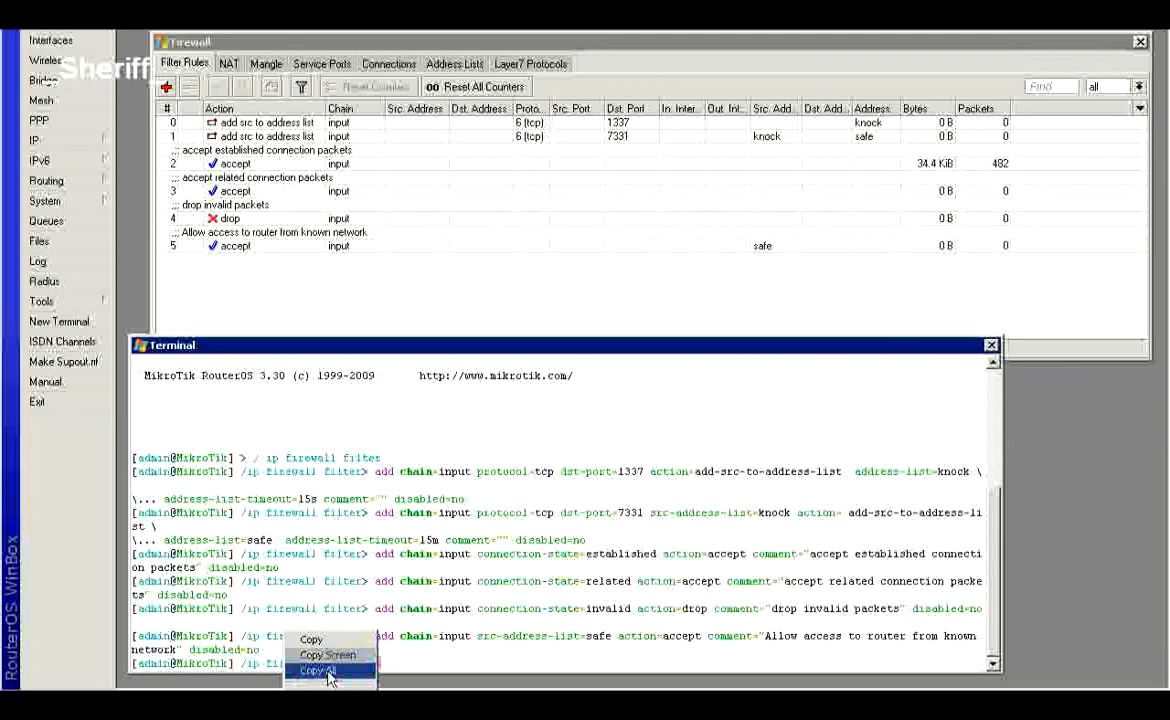 Interfaces
Wireless
Bridge
Mesh
PPP
IP
IPv6
Routing
System
Queues
Files
Log
Radius
Tools
New Terminal
ISDN Channels
Make Supout.rif
Manual
Exit
RouterOS WinBox
Sheriff
Firewall
Filter Rules NAT Mangle Service Ports Connections Address Lists Layer7 Protocols
Reset Counters 00 Reset All Counters Find all
# Action Chain Src. Address Dst. Address Proto... Src. Port Dst. Port In. Inter... Out. Int... Src. Add... Dst. Add... Address Bytes Packets
0 add src to address list input 6 (tcp) 1337 knock 0 B 0
1 add src to address list input 6 (tcp) 7331 knock safe 0 B 0
;;; accept established connection packets
2 accept input 34.4 KiB 482
;;; accept related connection packets
3 accept input 0 B 0
;;; drop invalid packets
4 drop input 0 B 0
;;; Allow access to router from known network
5 accept input safe 0 B 0
Terminal
MikroTik RouterOS 3.30 (c) 1999-2009 http://www.mikrotik.com/
[admin@MikroTik] > / ip firewall filter
[admin@MikroTik] /ip firewall filter> add chain=input protocol=tcp dst-port=1337 action=add-src-to-address-list address-list=knock \
\... address-list-timeout=15s comment="" disabled=no
[admin@MikroTik] /ip firewall filter> add chain=input protocol=tcp dst-port=7331 src-address-list=knock action= add-src-to-address-li
st \
\... address-list=safe address-list-timeout=15m comment="" disabled=no
[admin@MikroTik] /ip firewall filter> add chain=input connection-state=established action=accept comment="accept established connecti
on packets" disabled=no
[admin@MikroTik] /ip firewall filter> add chain=input connection-state=related action=accept comment="accept related connection packe
ts" disabled=no
[admin@MikroTik] /ip firewall filter> add chain=input connection-state=invalid action=drop comment="drop invalid packets" disabled=no
[admin@MikroTik] /ip fi add chain=input src-address-list=safe action=accept comment="Allow access to router from known
network" disabled=no
[admin@MikroTik] /ip fi
Copy
Copy Screen
Copy All